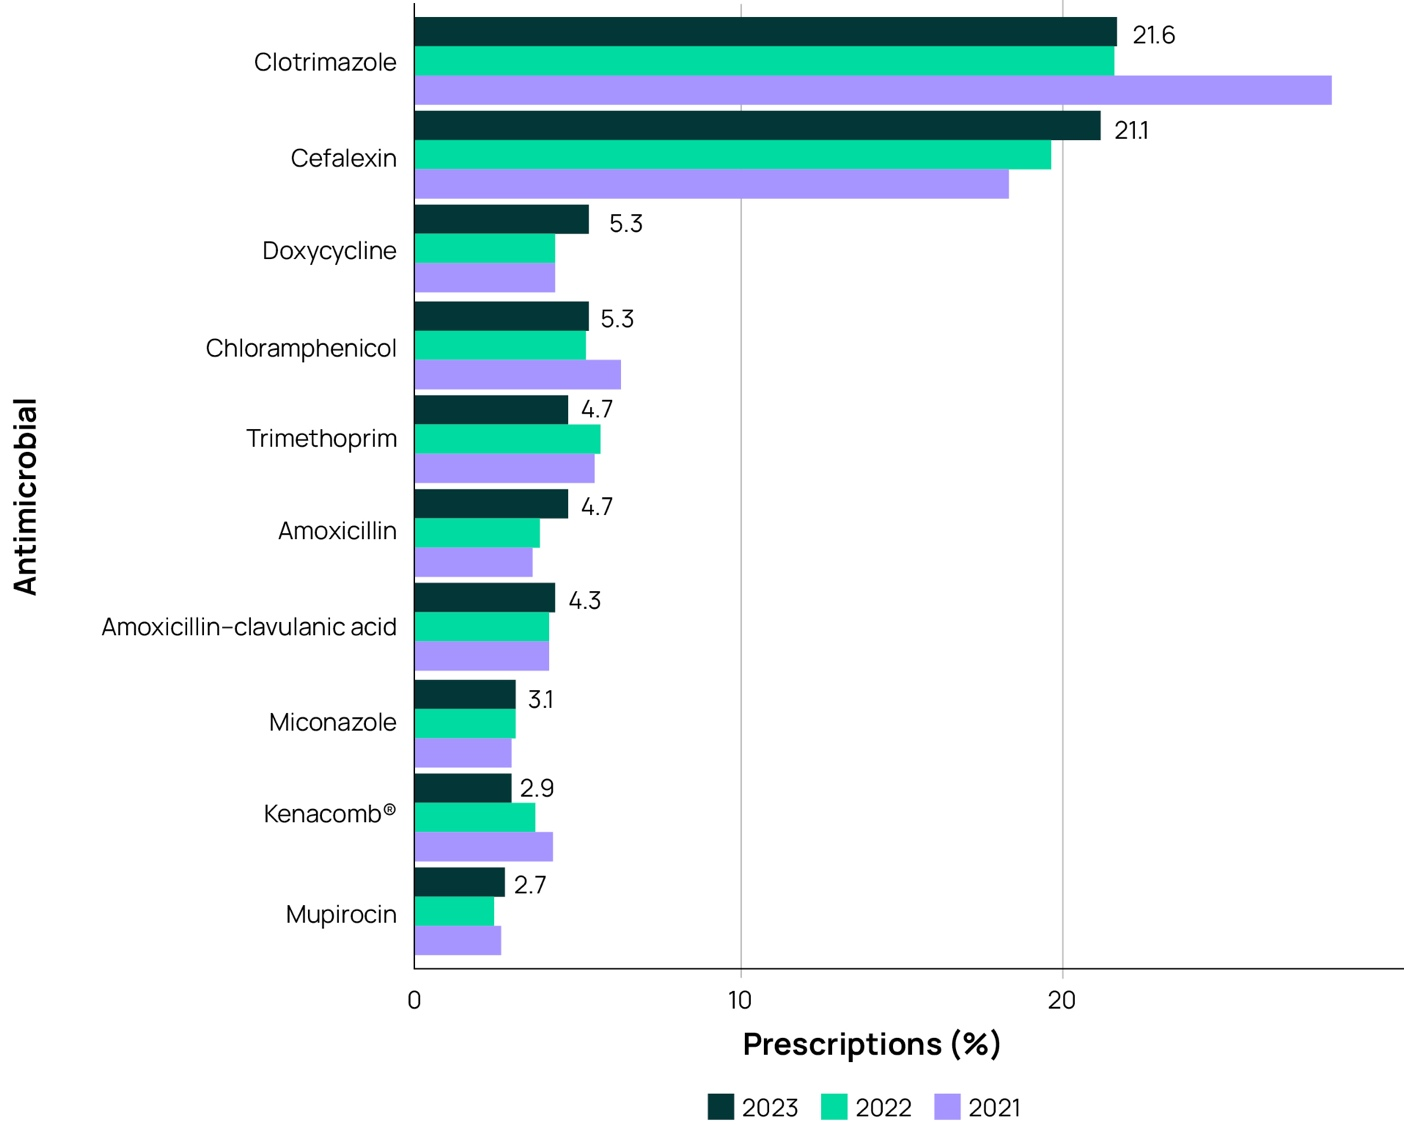 Antimicrobial
Clotrimazole 21.6
Cefalexin 21.1
Doxycycline 5.3
Chloramphenicol 5.3
Trimethoprim 4.7
Amoxicillin 4.7
Amoxicillin–clavulanic acid 4.3
Miconazole 3.1
Kenacomb® 2.9
Mupirocin 2.7
0 10 20
Prescriptions (%)
2023 2022 2021